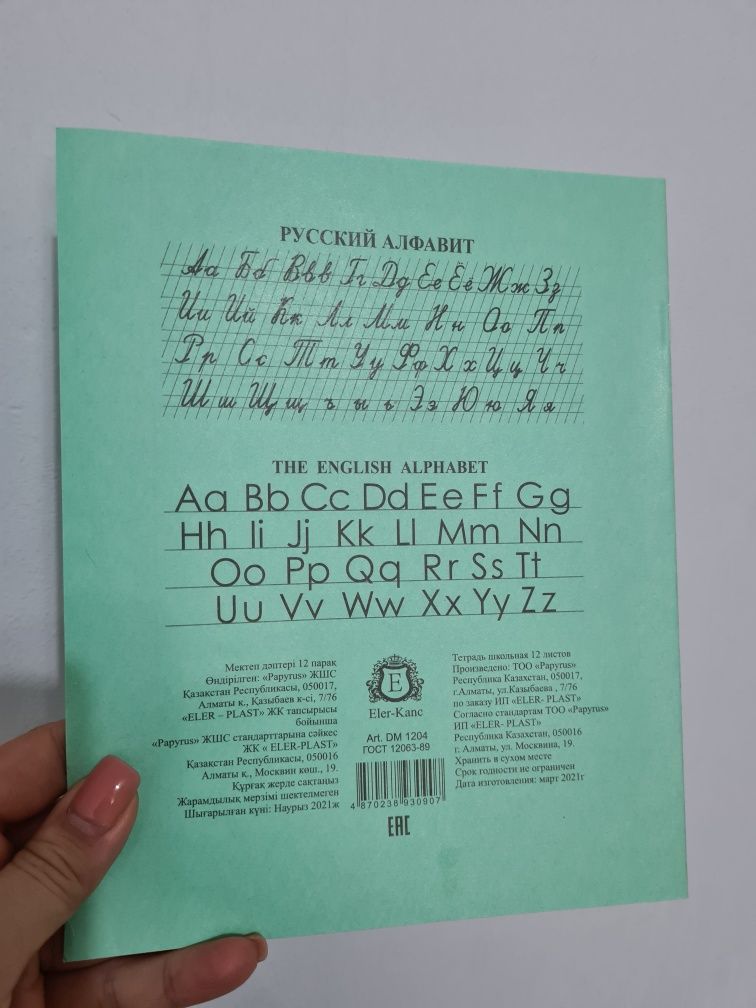 РУССКИЙ АЛФАВИТ
Аа Бб Ввв Гг Дд Ее Ёё Жж Зз
Ии Ий Кк Лл Мм Нн Оо Пп
Рр Сс Тт Уу Фф Хх Цц Чч
Шш Щщ ъ ы ь Ээ Юю Яя
THE ENGLISH ALPHABET
Aa Bb Cc Dd Ee Ff Gg
Hh Ii Jj Kk Ll Mm Nn
Oo Pp Qq Rr Ss Tt
Uu Vv Ww Xx Yy Zz
Мектеп дәптері 12 парақ
Өндірілген: «Papyrus» ЖШС
Қазақстан Республикасы, 050017,
Алматы қ., Қазыбаев к-сі, 7/76
«ELER – PLAST» ЖК тапсырысы
бойынша
«Papyrus» ЖШС стандарттарына сәйкес
ЖК « ELER-PLAST»
Қазақстан Республикасы, 050016
Алматы қ., Москвин көш., 19.
Құрғақ жерде сақтаңыз
Жарамдылық мерзімі шектелмеген
Шығарылған күні: Наурыз 2021ж
E
Eler-Kanc
Art. DM 1204
ГОСТ 12063-89
4 870238 930907
EAC
Тетрадь школьная 12 листов
Произведено: ТОО «Papyrus»
Республика Казахстан, 050017,
г.Алматы, ул.Казыбаева , 7/76
по заказу ИП «ELER- PLAST»
Согласно стандартам ТОО «Papyrus»
ИП «ELER- PLAST»
Республика Казахстан, 050016
г. Алматы, ул. Москвина, 19.
Хранить в сухом месте
Срок годности не ограничен
Дата изготовления: март 2021г